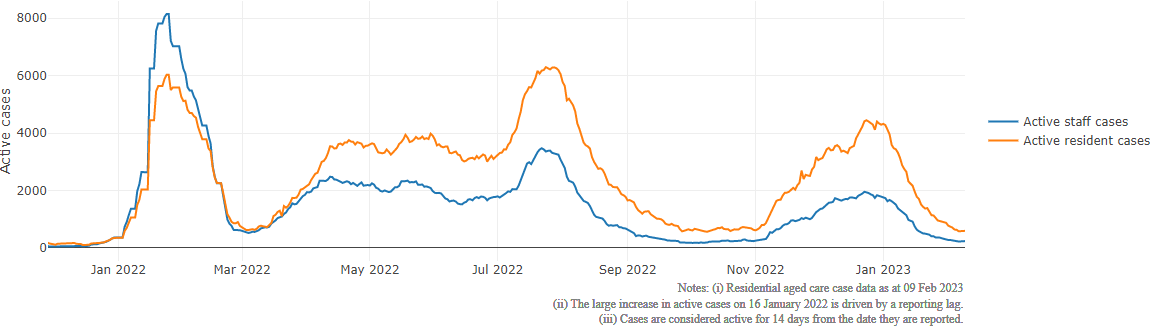 8000
6000
4000
2000
0
Active cases
Jan 2022
Mar 2022
May 2022
Jul 2022
Sep 2022
Nov 2022
Jan 2023
Active staff cases
Active resident cases
Notes: (i) Residential aged care case data as at 09 Feb 2023
(ii) The large increase in active cases on 16 January 2022 is driven by a reporting lag.
(iii) Cases are considered active for 14 days from the date they are reported.